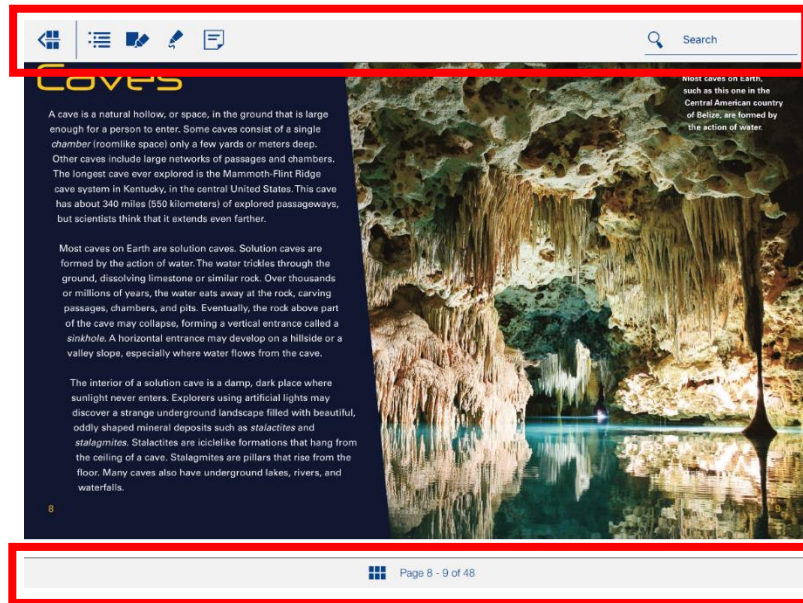 Search
Caves
A cave is a natural hollow, or space, in the ground that is large
enough for a person to enter. Some caves consist of a single
chamber (roomlike space) only a few yards or meters deep.
Other caves include large networks of passages and chambers.
The longest cave ever explored is the Mammoth-Flint Ridge
cave system in Kentucky, in the central United States. This cave
has about 340 miles (550 kilometers) of explored passageways,
but scientists think that it extends even farther.
Most caves on Earth are solution caves. Solution caves are
formed by the action of water. The water trickles through the
ground, dissolving limestone or similar rock. Over thousands
or millions of years, the water eats away at the rock, carving
passages, chambers, and pits. Eventually, the rock above part
of the cave may collapse, forming a vertical entrance called a
sinkhole. A horizontal entrance may develop on a hillside or a
valley slope, especially where water flows from the cave.
The interior of a solution cave is a damp, dark place where
sunlight never enters. Explorers using artificial lights may
discover a strange underground landscape filled with beautiful,
oddly shaped mineral deposits such as stalactites and
stalagmites. Stalactites are iciclelike formations that hang from
the ceiling of a cave. Stalagmites are pillars that rise from the
floor. Many caves also have underground lakes, rivers, and
waterfalls.
8
Most caves on Earth,
such as this one in the
Central American country
of Belize, are formed by
the action of water.
9
Page 8 - 9 of 48